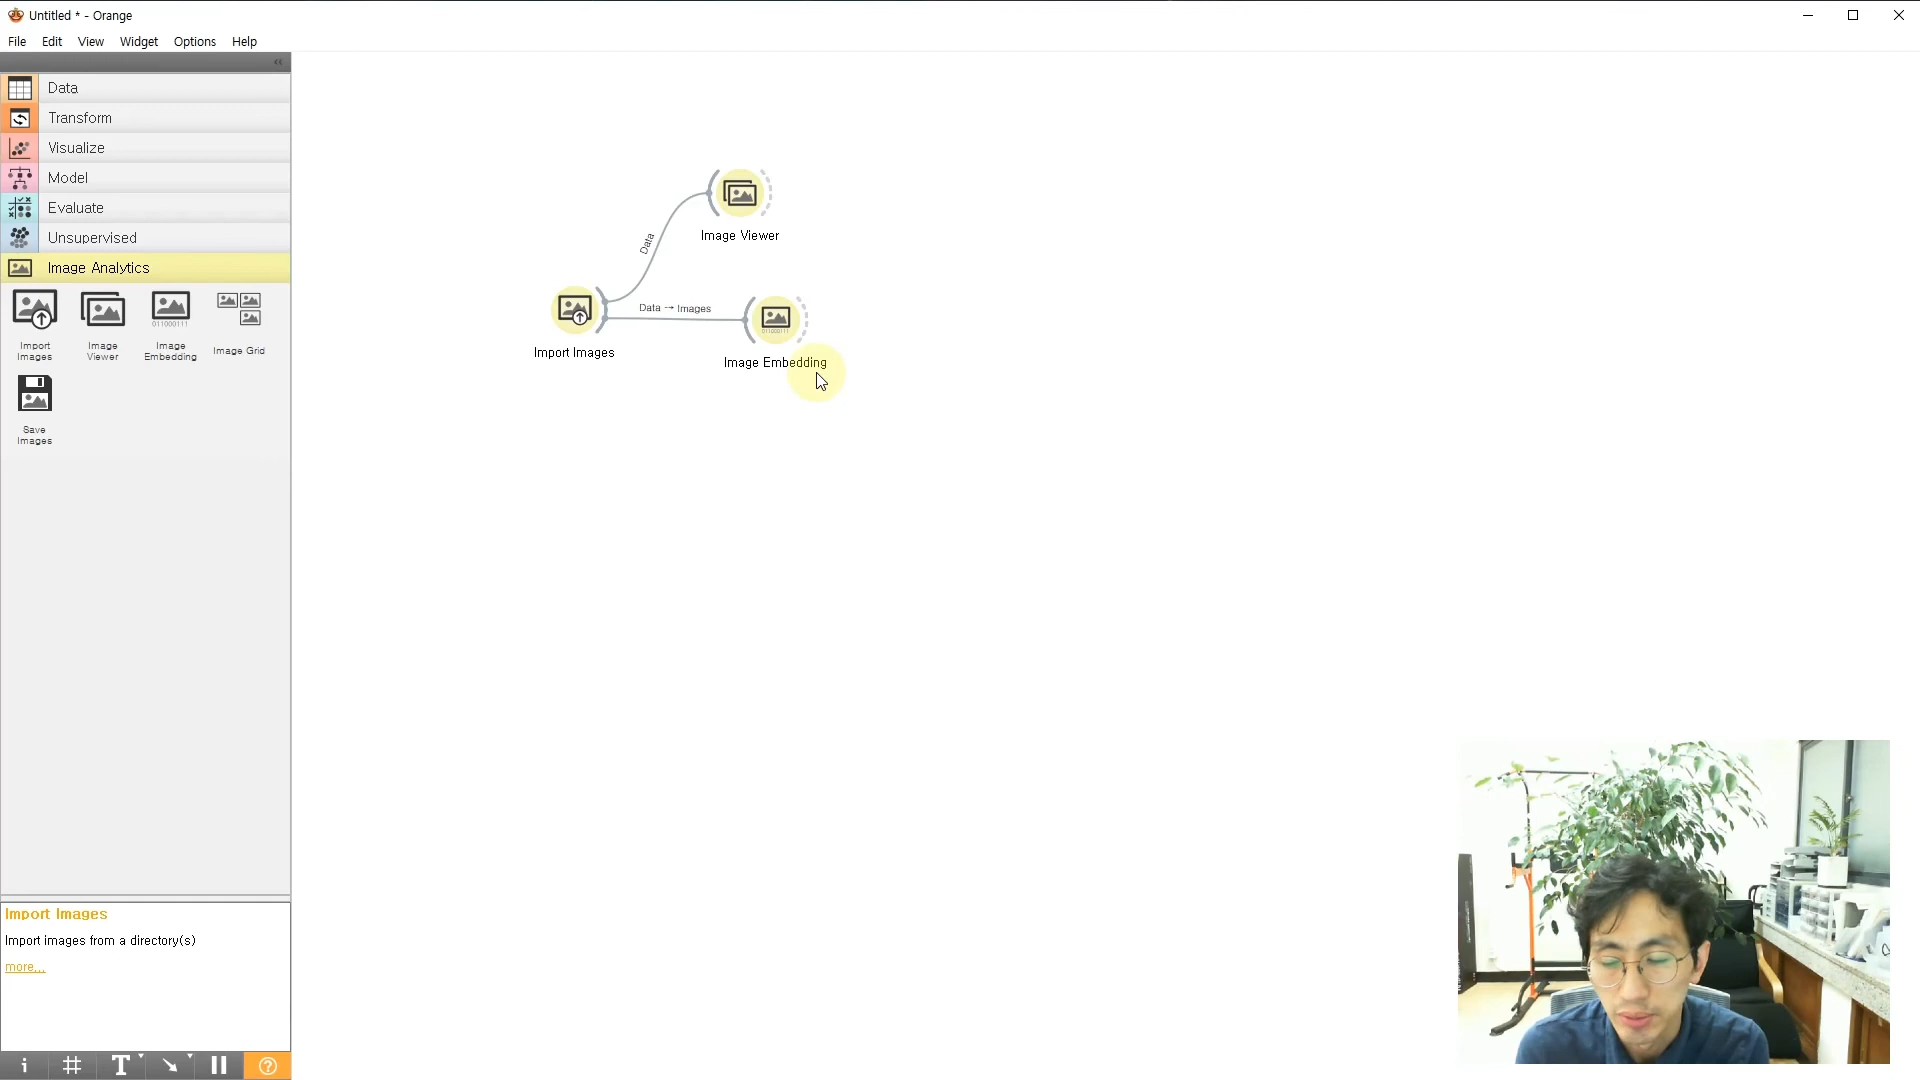 Untitled * - Orange
File Edit View Widget Options Help
Data
Transform
Visualize
Model
Evaluate
Unsupervised
Image Analytics
Import
Images
Image
Viewer
Image
Embedding
Image Grid
Save
Images
Data
Image Viewer
Data → Images
Import Images
Image Embedding
Import Images
Import images from a directory(s)
more...